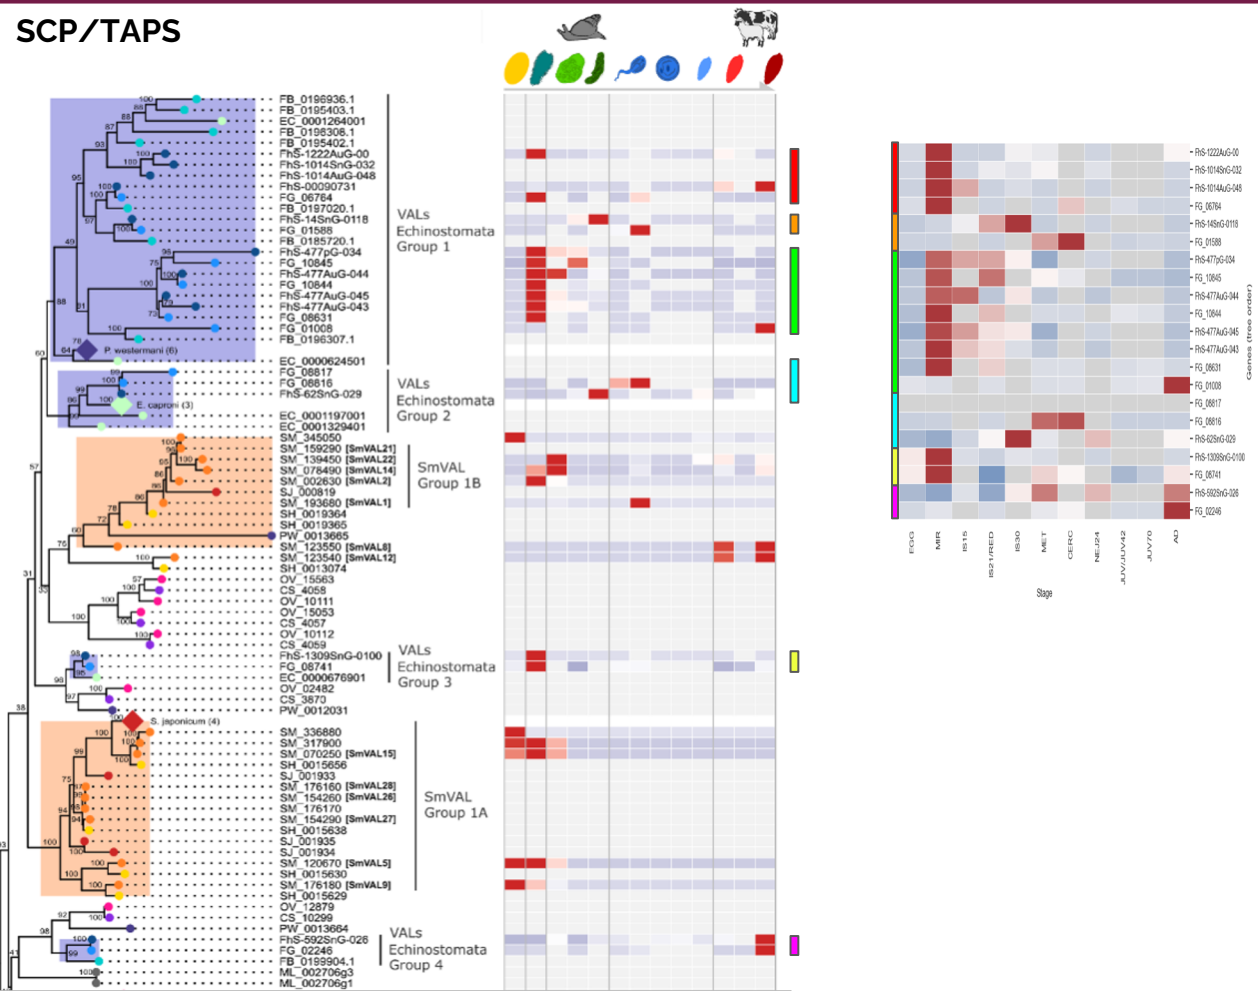 SCP/TAPS
FB_0196936.1
FB_0195403.1
EC_0001264001
FB_0196308.1
FB_0195402.1
FhS-1222AuG-00
FhS-1014SnG-032
FhS-1014AuG-048
FhS-00090731
FG_06764
FB_0197020.1
FhS-14SnG-0118
FG_01588
FB_0185720.1
FhS-477pG-034
FG_10845
FhS-477AuG-044
FG_10844
FhS-477AuG-045
FhS-477AuG-043
FG_08631
FG_01008
FB_0196307.1
P. westermani (6)
EC_0000624501
VALs
Echinostomata
Group 1
FG_08817
FG_08816
FhS-62SnG-029
E. caproni (3)
EC_0001197001
EC_0001329401
VALs
Echinostomata
Group 2
SM_345050
SM_159290 [SmVAL21]
SM_139450 [SmVAL22]
SM_078490 [SmVAL14]
SM_002630 [SmVAL2]
SJ_000819
SM_193680 [SmVAL1]
SH_0019364
SH_0019365
PW_0013665
SM_123550 [SmVAL8]
SM_123540 [SmVAL12]
SH_0013074
SmVAL
Group 1B
OV_15563
CS_4058
OV_10111
OV_15053
CS_4057
OV_10112
CS_4059
FhS-1309SnG-0100
FG_08741
EC_0000676901
VALs
Echinostomata
Group 3
OV_02482
CS_3870
PW_0012031
S. japonicum (4)
SM_336880
SM_317900
SM_070250 [SmVAL15]
SH_0015656
SJ_001933
SM_176160 [SmVAL28]
SM_154260 [SmVAL26]
SM_176170
SM_154290 [SmVAL27]
SH_0015638
SJ_001935
SJ_001934
SM_120670 [SmVAL5]
SH_0015630
SM_176180 [SmVAL9]
SH_0015629
SmVAL
Group 1A
OV_12879
CS_10299
PW_0013664
FhS-592SnG-026
FG_02246
FB_0199904.1
VALs
Echinostomata
Group 4
ML_002706g3
ML_002706g1
FhS-1222AuG-00
FhS-1014SnG-032
FhS-1014AuG-048
FG_06764
FhS-14SnG-0118
FG_01588
FhS-477pG-034
FG_10845
FhS-477AuG-044
FG_10844
FhS-477AuG-045
FhS-477AuG-043
FG_08631
FG_01008
FG_08817
FG_08816
FhS-62SnG-029
FhS-1309SnG-0100
FG_08741
FhS-592SnG-026
FG_02246
Genes (tree order)
EGG
MIR
IS15
IS21/RED
IS30
MET
CERC
NEJ24
JUV/JUV42
JUV70
AD
Stage